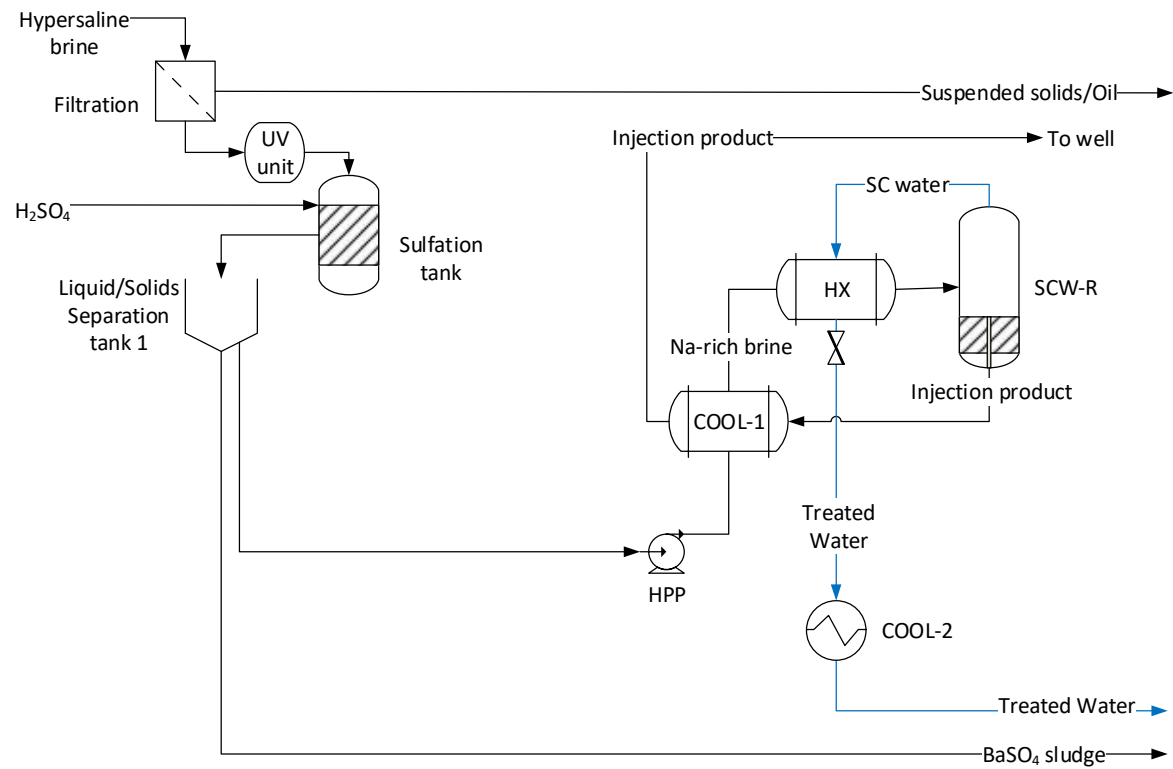 Hypersaline
brine
Filtration
Suspended solids/Oil
UV
unit
Injection product
To well
H₂SO₄
SC water
Sulfation
tank
Liquid/Solids
Separation
tank 1
HX
SCW-R
Na-rich brine
Injection product
COOL-1
Treated
Water
HPP
COOL-2
Treated Water
BaSO₄ sludge